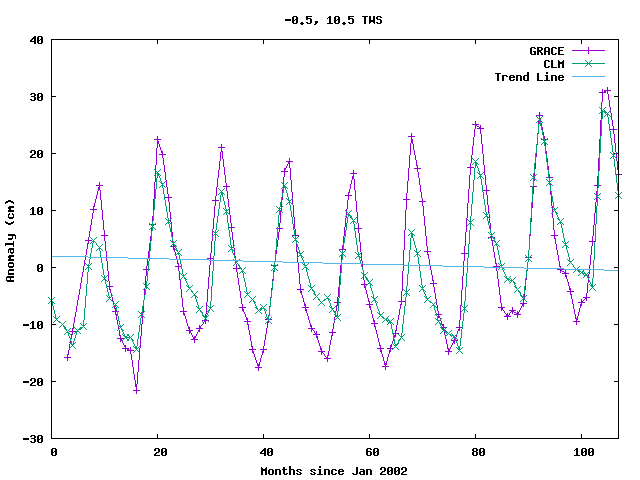 -0.5, 10.5 TWS
GRACE
CLM
Trend Line
40
30
20
10
0
-10
-20
-30
Anomaly (cm)
0 20 40 60 80 100
Months since Jan 2002